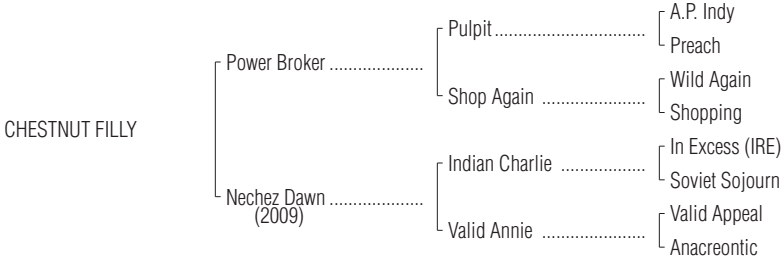 A.P. Indy
Pulpit..............................
Preach
Power Broker ....................
Wild Again
Shop Again .....................
Shopping
CHESTNUT FILLY
In Excess (IRE)
Indian Charlie .................
Soviet Sojourn
Nechez Dawn ....................
(2009)
Valid Appeal
Valid Annie .....................
Anacreontic